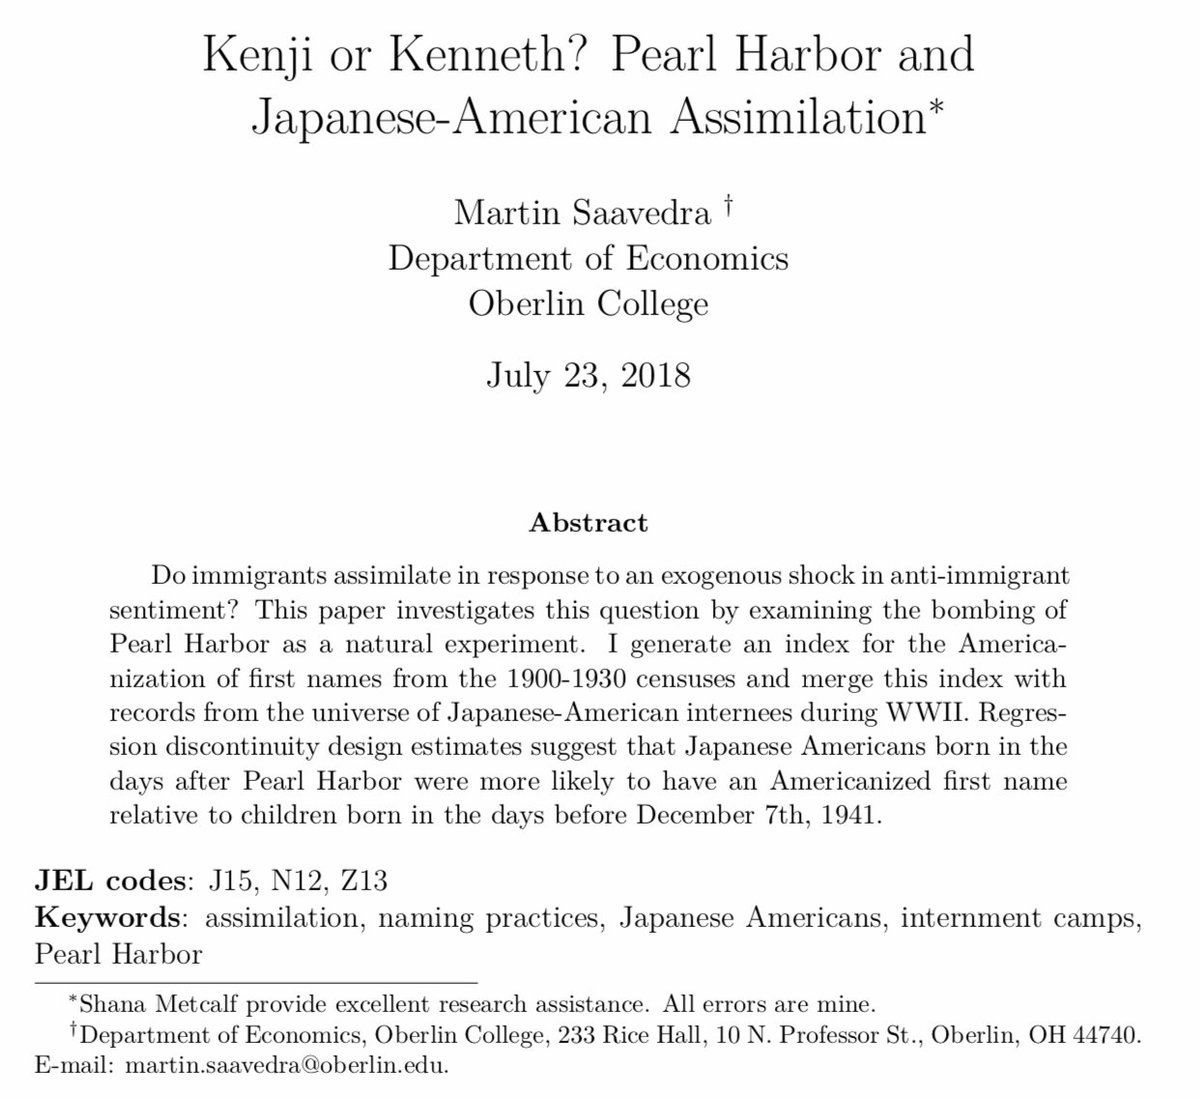 Kenji or Kenneth? Pearl Harbor and
Japanese-American Assimilation*
Martin Saavedra †
Department of Economics
Oberlin College
July 23, 2018
Abstract
Do immigrants assimilate in response to an exogenous shock in anti-immigrant
sentiment? This paper investigates this question by examining the bombing of
Pearl Harbor as a natural experiment. I generate an index for the America-
nization of first names from the 1900-1930 censuses and merge this index with
records from the universe of Japanese-American internees during WWII. Regres-
sion discontinuity design estimates suggest that Japanese Americans born in the
days after Pearl Harbor were more likely to have an Americanized first name
relative to children born in the days before December 7th, 1941.
JEL codes: J15, N12, Z13
Keywords: assimilation, naming practices, Japanese Americans, internment camps,
Pearl Harbor
*Shana Metcalf provide excellent research assistance. All errors are mine.
†Department of Economics, Oberlin College, 233 Rice Hall, 10 N. Professor St., Oberlin, OH 44740.
E-mail: martin.saavedra@oberlin.edu.